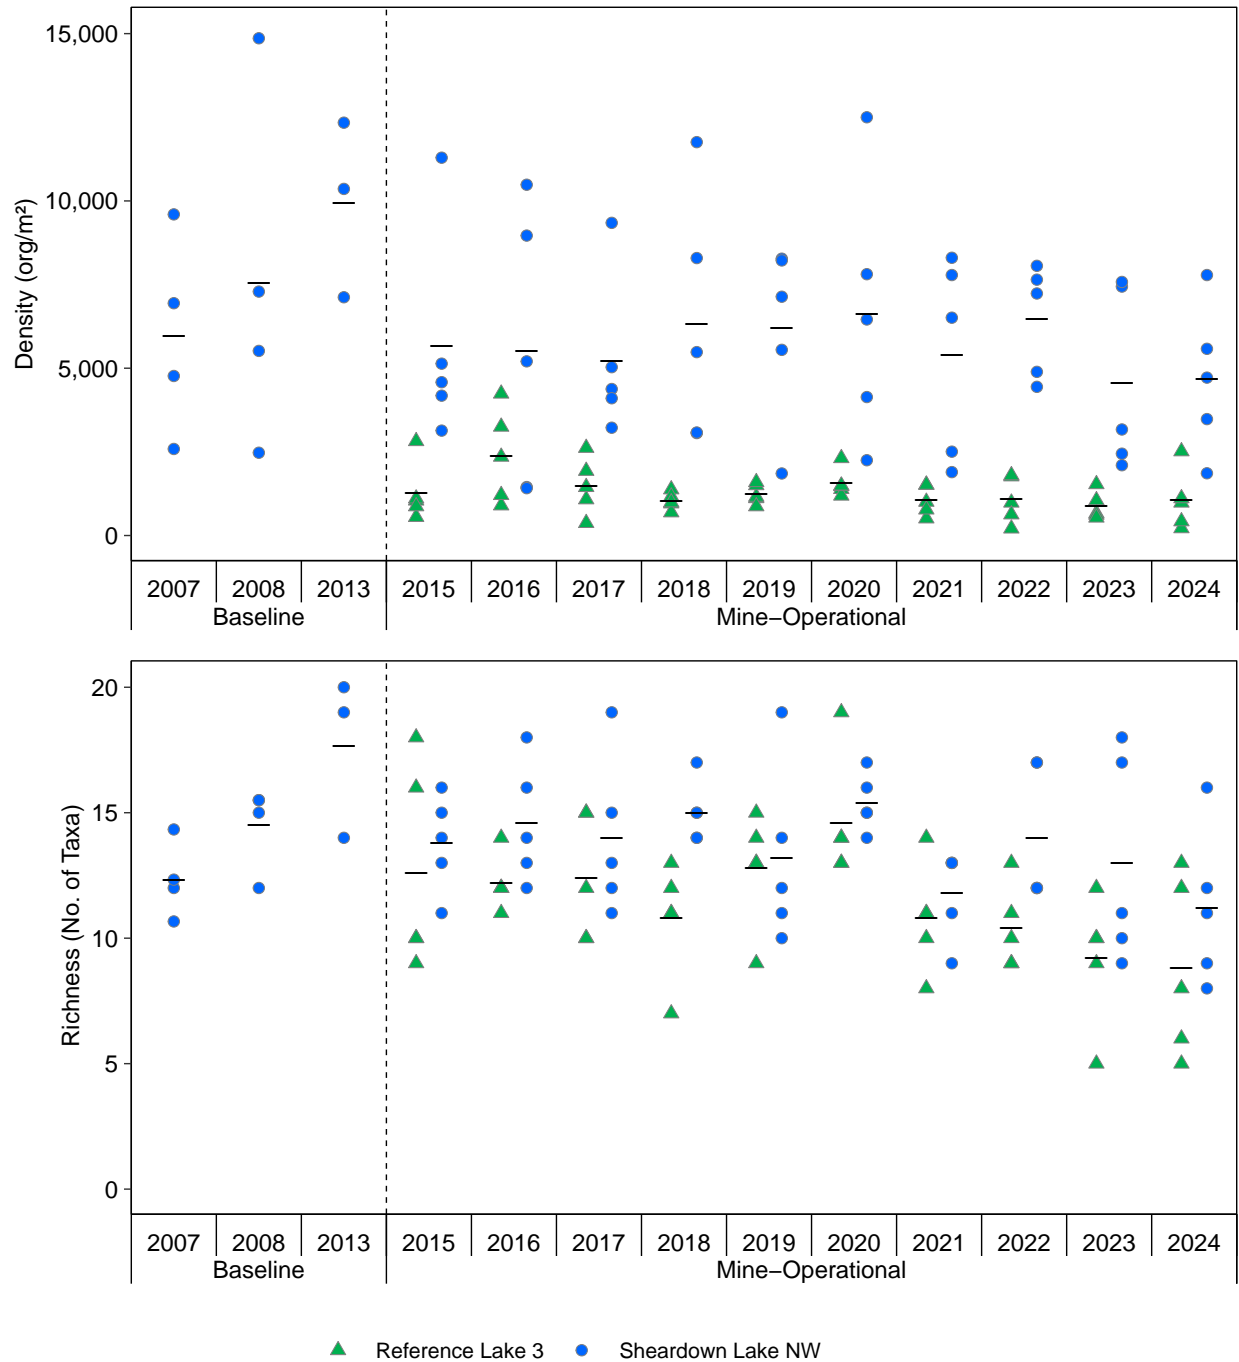 Density (org/m²)
15,000
10,000
5,000
0
2007 2008 2013 2015 2016 2017 2018 2019 2020 2021 2022 2023 2024
Baseline Mine−Operational
Richness (No. of Taxa)
20
15
10
5
0
2007 2008 2013 2015 2016 2017 2018 2019 2020 2021 2022 2023 2024
Baseline Mine−Operational
Reference Lake 3 Sheardown Lake NW